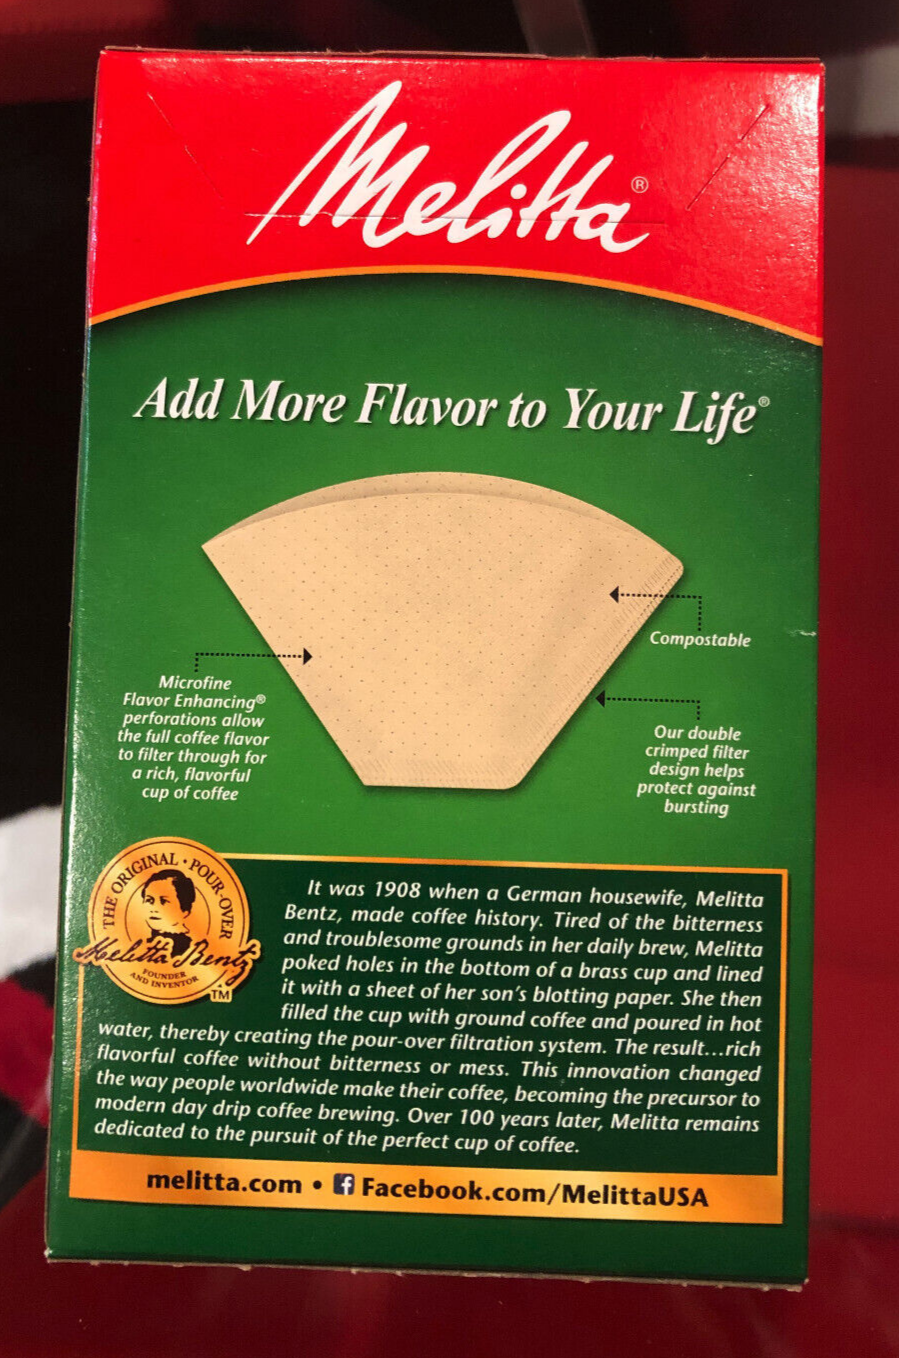 Melitta®
Add More Flavor to Your Life®
Compostable
Microfine
Flavor Enhancing®
perforations allow
the full coffee flavor
to filter through for
a rich, flavorful
cup of coffee
Our double
crimped filter
design helps
protect against
bursting
THE ORIGINAL • POUR-OVER
Melitta Bentz
FOUNDER
AND INVENTOR
TM
It was 1908 when a German housewife, Melitta
Bentz, made coffee history. Tired of the bitterness
and troublesome grounds in her daily brew, Melitta
poked holes in the bottom of a brass cup and lined
it with a sheet of her son's blotting paper. She then
filled the cup with ground coffee and poured in hot
water, thereby creating the pour-over filtration system. The result...rich
flavorful coffee without bitterness or mess. This innovation changed
the way people worldwide make their coffee, becoming the precursor to
modern day drip coffee brewing. Over 100 years later, Melitta remains
dedicated to the pursuit of the perfect cup of coffee.
melitta.com • f Facebook.com/MelittaUSA